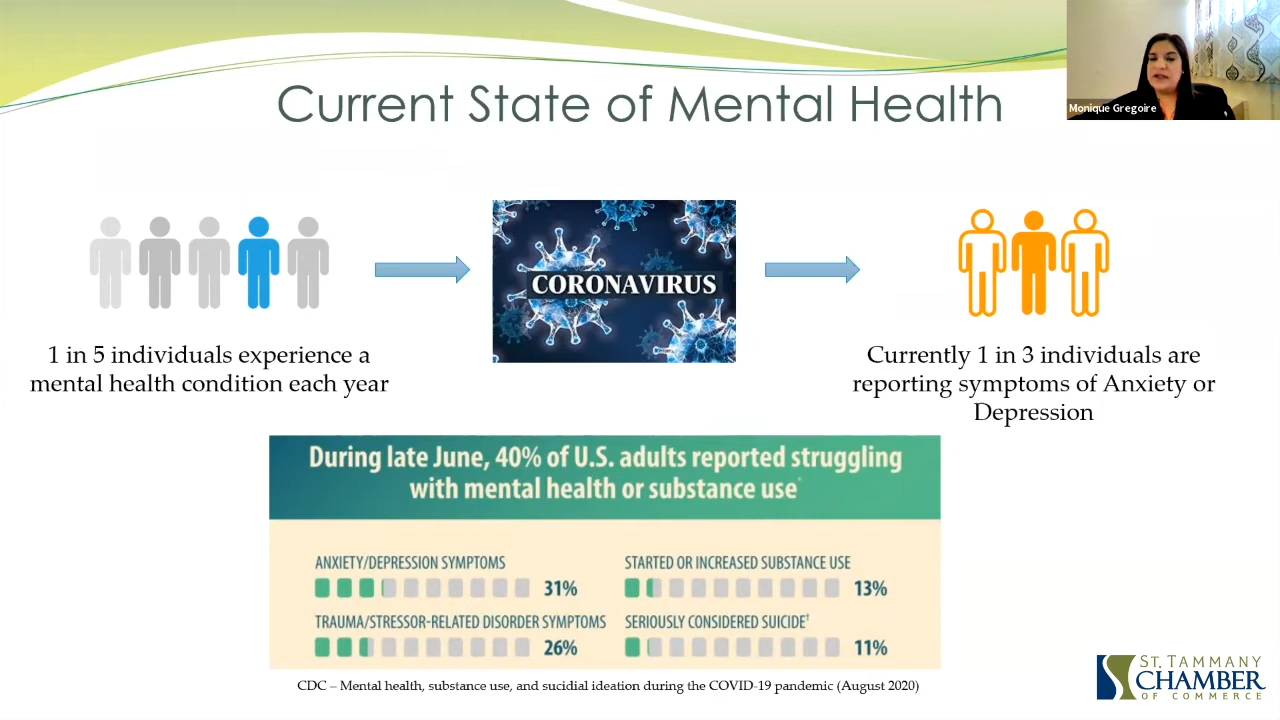 Current State of Mental Health
Monique Gregoire
CORONAVIRUS
1 in 5 individuals experience a
mental health condition each year
Currently 1 in 3 individuals are
reporting symptoms of Anxiety or
Depression
During late June, 40% of U.S. adults reported struggling
with mental health or substance use*
ANXIETY/DEPRESSION SYMPTOMS
31%
STARTED OR INCREASED SUBSTANCE USE
13%
TRAUMA/STRESSOR-RELATED DISORDER SYMPTOMS
26%
SERIOUSLY CONSIDERED SUICIDE†
11%
CDC – Mental health, substance use, and sucidial ideation during the COVID-19 pandemic (August 2020)
ST. TAMMANY
CHAMBER
OF COMMERCE